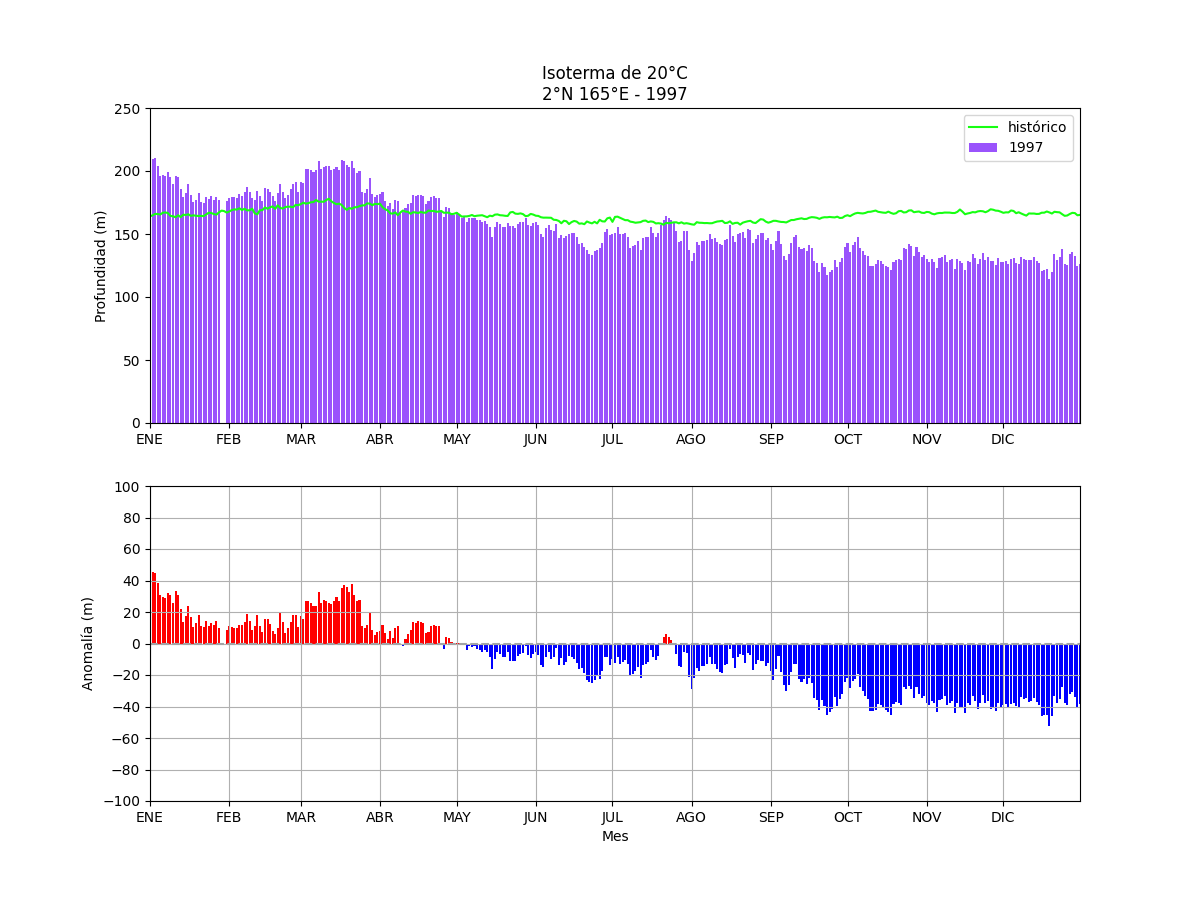 Isoterma de 20°C
2°N 165°E - 1997
250
200
150
100
50
0
Profundidad (m)
histórico
1997
ENE FEB MAR ABR MAY JUN JUL AGO SEP OCT NOV DIC
100
80
60
40
20
0
−20
−40
−60
−80
−100
Anomalía (m)
ENE FEB MAR ABR MAY JUN JUL AGO SEP OCT NOV DIC
Mes